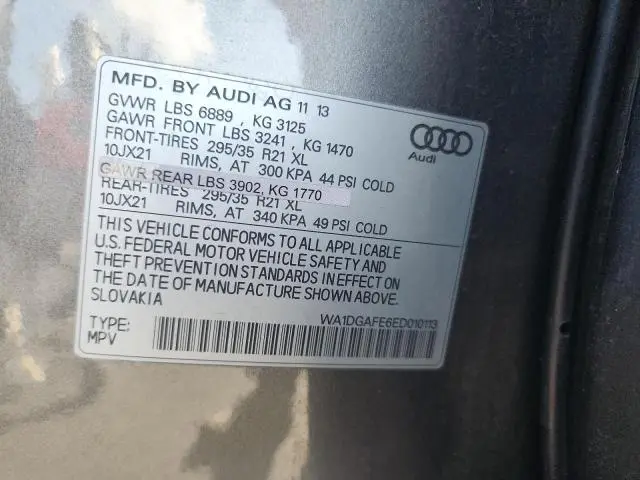 MFD. BY AUDI AG 11 13
GVWR LBS 6889 , KG 3125
GAWR FRONT LBS 3241 , KG 1470
FRONT-TIRES 295/35 R21 XL
10JX21 RIMS, AT 300 KPA 44 PSI COLD
GAWR REAR LBS 3902, KG 1770
REAR-TIRES 295/35 R21 XL
10JX21 RIMS, AT 340 KPA 49 PSI COLD
Audi
THIS VEHICLE CONFORMS TO ALL APPLICABLE
U.S. FEDERAL MOTOR VEHICLE SAFETY AND
THEFT PREVENTION STANDARDS IN EFFECT ON
THE DATE OF MANUFACTURE SHOWN ABOVE.
SLOVAKIA
WA1DGAFE6ED010113
TYPE:
MPV